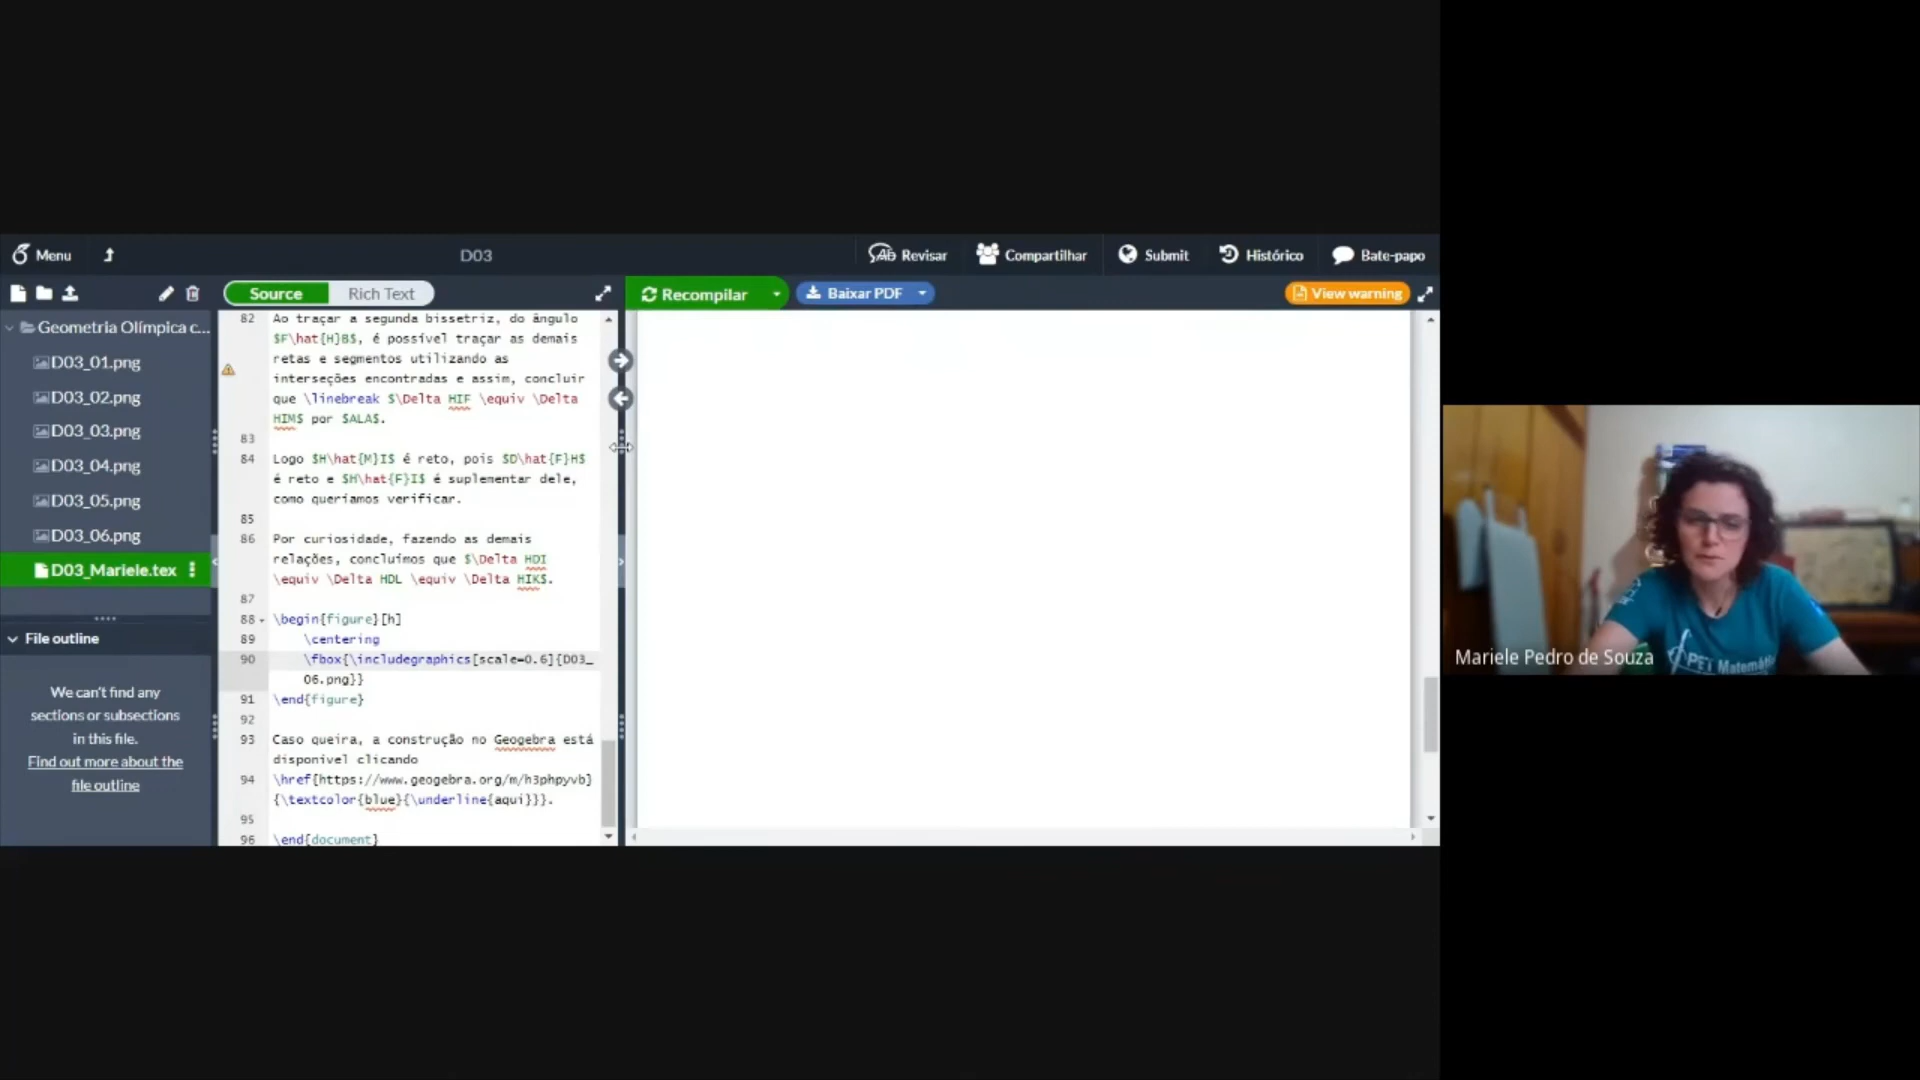 Menu
D03
Revisar
Compartilhar
Submit
Histórico
Bate-papo
Source
Rich Text
Recompilar
Baixar PDF
View warning
Geometria Olímpica c...
D03_01.png
D03_02.png
D03_03.png
D03_04.png
D03_05.png
D03_06.png
D03_Mariele.tex
File outline
We can't find any
sections or subsections
in this file.
Find out more about the
file outline
82 Ao traçar a segunda bissetriz, do ângulo
$F\hat{H}B$, é possível traçar as demais
retas e segmentos utilizando as
interseções encontradas e assim, concluir
que \linebreak $\Delta HIF \equiv \Delta
HIM$ por $ALA$.
83
84 Logo $H\hat{M}I$ é reto, pois $D\hat{F}H$
é reto e $H\hat{F}I$ é suplementar dele,
como queríamos verificar.
85
86 Por curiosidade, fazendo as demais
relações, concluímos que $\Delta HDI
\equiv \Delta HDL \equiv \Delta HIK$.
87
88 \begin{figure}[h]
89 \centering
90 \fbox{\includegraphics[scale=0.6]{D03_
06.png}}
91 \end{figure}
92
93 Caso queira, a construção no Geogebra está
disponível clicando
94 \href{https://www.geogebra.org/m/h3phpyvb}
{\textcolor{blue}{\underline{aqui}}}.
95
96 \end{document}
Mariele Pedro de Souza
PET Matemátic